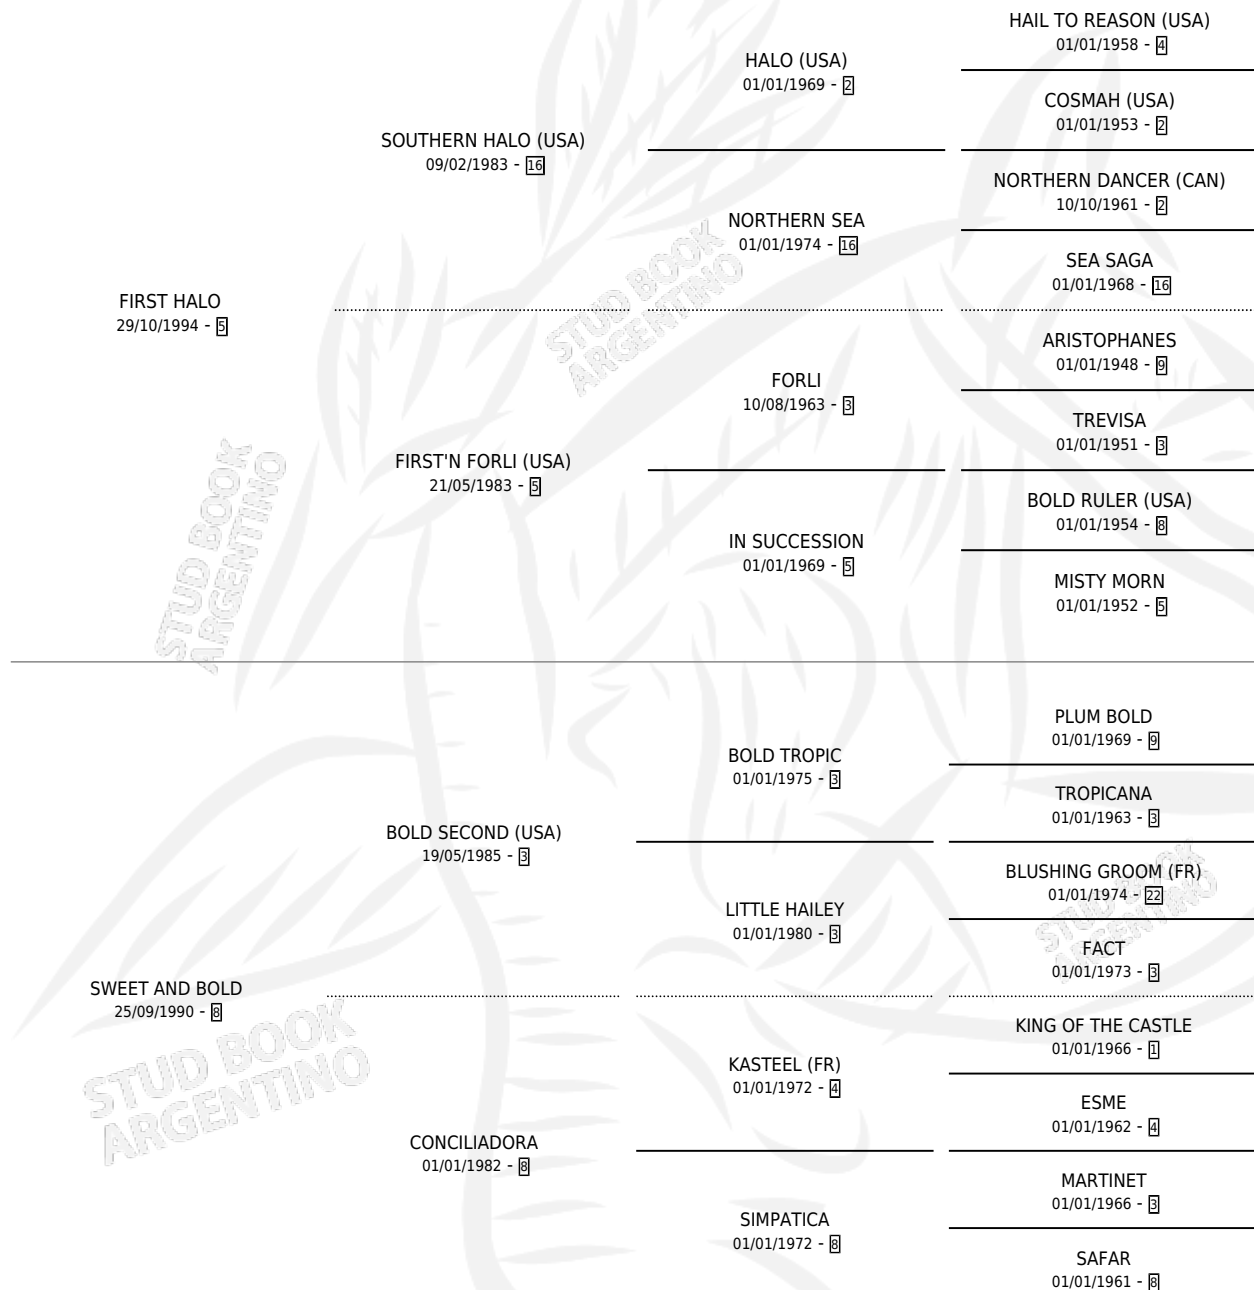 HAIL TO REASON (USA)
01/01/1958 - 4
HALO (USA)
01/01/1969 - 2
COSMAH (USA)
01/01/1953 - 2
SOUTHERN HALO (USA)
09/02/1983 - 16
NORTHERN DANCER (CAN)
10/10/1961 - 2
NORTHERN SEA
01/01/1974 - 16
SEA SAGA
01/01/1968 - 16
FIRST HALO
29/10/1994 - 5
STUD BOOK
ARGENTINO
ARISTOPHANES
01/01/1948 - 9
FORLI
10/08/1963 - 3
TREVISA
01/01/1951 - 3
FIRST'N FORLI (USA)
21/05/1983 - 5
BOLD RULER (USA)
01/01/1954 - 8
IN SUCCESSION
01/01/1969 - 5
MISTY MORN
01/01/1952 - 5
STUD BOOK
ARGENTINO
PLUM BOLD
01/01/1969 - 9
BOLD TROPIC
01/01/1975 - 3
TROPICANA
01/01/1963 - 3
BOLD SECOND (USA)
19/05/1985 - 3
BLUSHING GROOM (FR)
01/01/1974 - 22
LITTLE HAILEY
01/01/1980 - 3
FACT
01/01/1973 - 3
STUD BOOK
ARGENTINO
SWEET AND BOLD
25/09/1990 - 8
KING OF THE CASTLE
01/01/1966 - 1
KASTEEL (FR)
01/01/1972 - 4
ESME
01/01/1962 - 4
STUD BOOK
ARGENTINO
CONCILIADORA
01/01/1982 - 8
MARTINET
01/01/1966 - 3
SIMPATICA
01/01/1972 - 8
SAFAR
01/01/1961 - 8